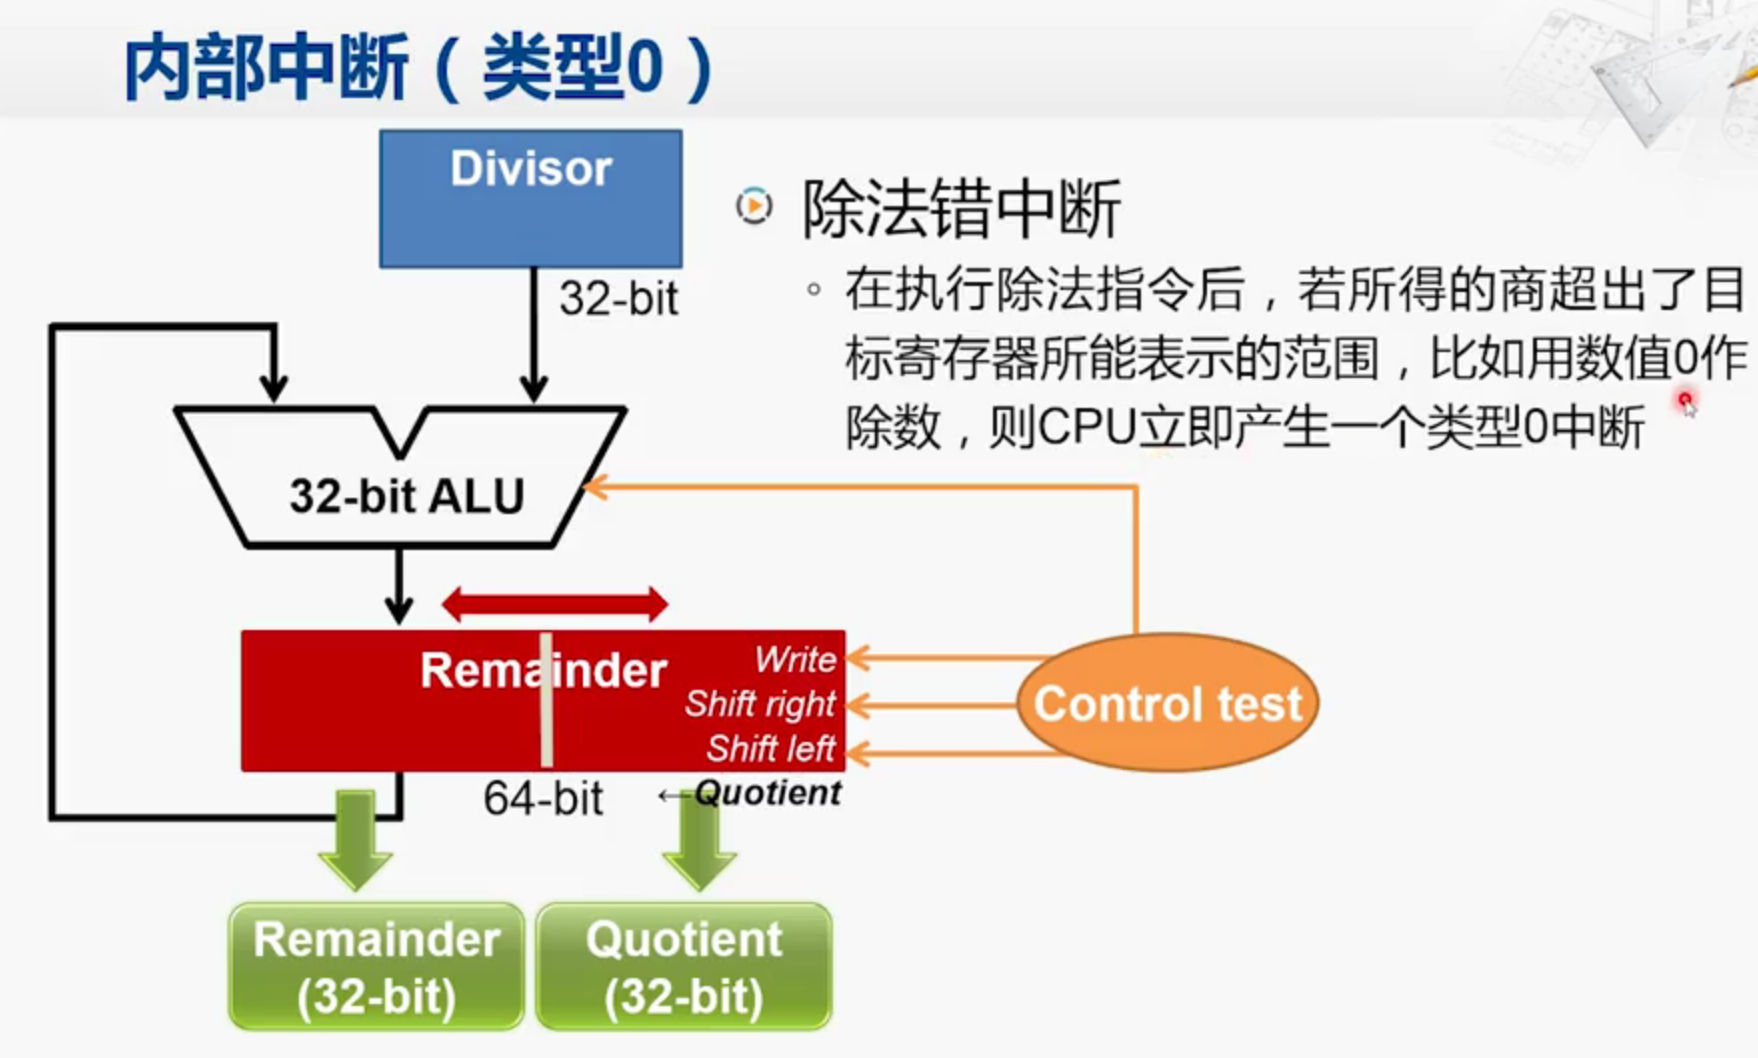 内部中断（类型0）
Divisor
除法错中断
32-bit
在执行除法指令后，若所得的商超出了目
标寄存器所能表示的范围，比如用数值0作
除数，则CPU立即产生一个类型0中断
32-bit ALU
Remainder
Write
Shift right
Shift left
Control test
64-bit
←Quotient
Remainder
(32-bit)
Quotient
(32-bit)